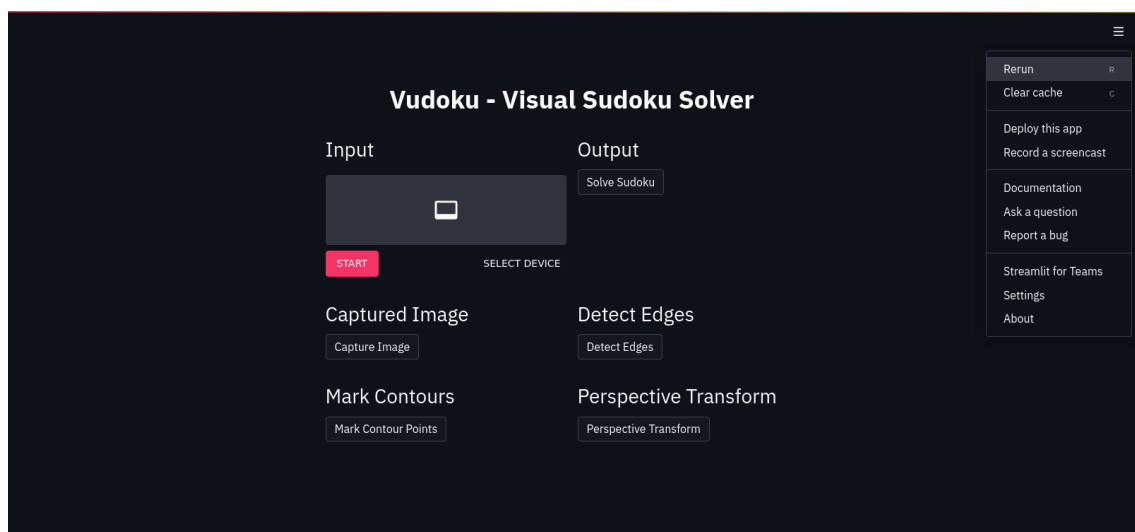 ☰
Rerun R
Clear cache C
Deploy this app
Record a screencast
Documentation
Ask a question
Report a bug
Streamlit for Teams
Settings
About
Vudoku - Visual Sudoku Solver
Input
START
SELECT DEVICE
Output
Solve Sudoku
Captured Image
Capture Image
Detect Edges
Detect Edges
Mark Contours
Mark Contour Points
Perspective Transform
Perspective Transform